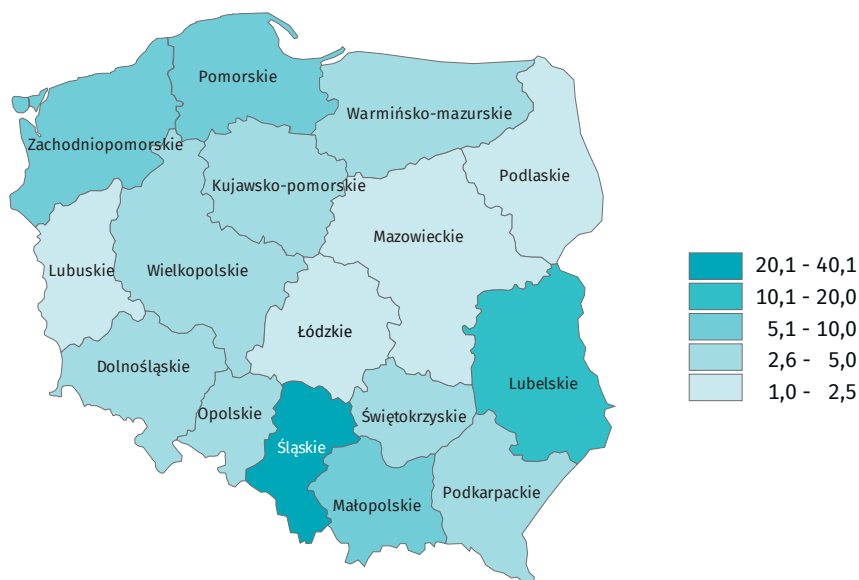 Pomorskie
Warmińsko-mazurskie
Zachodniopomorskie
Podlaskie
Kujawsko-pomorskie
Mazowieckie
Lubuskie
Wielkopolskie
Łódzkie
Dolnośląskie
Lubelskie
Opolskie
Świętokrzyskie
Śląskie
Podkarpackie
Małopolskie
20,1 - 40,1
10,1 - 20,0
5,1 - 10,0
2,6 - 5,0
1,0 - 2,5